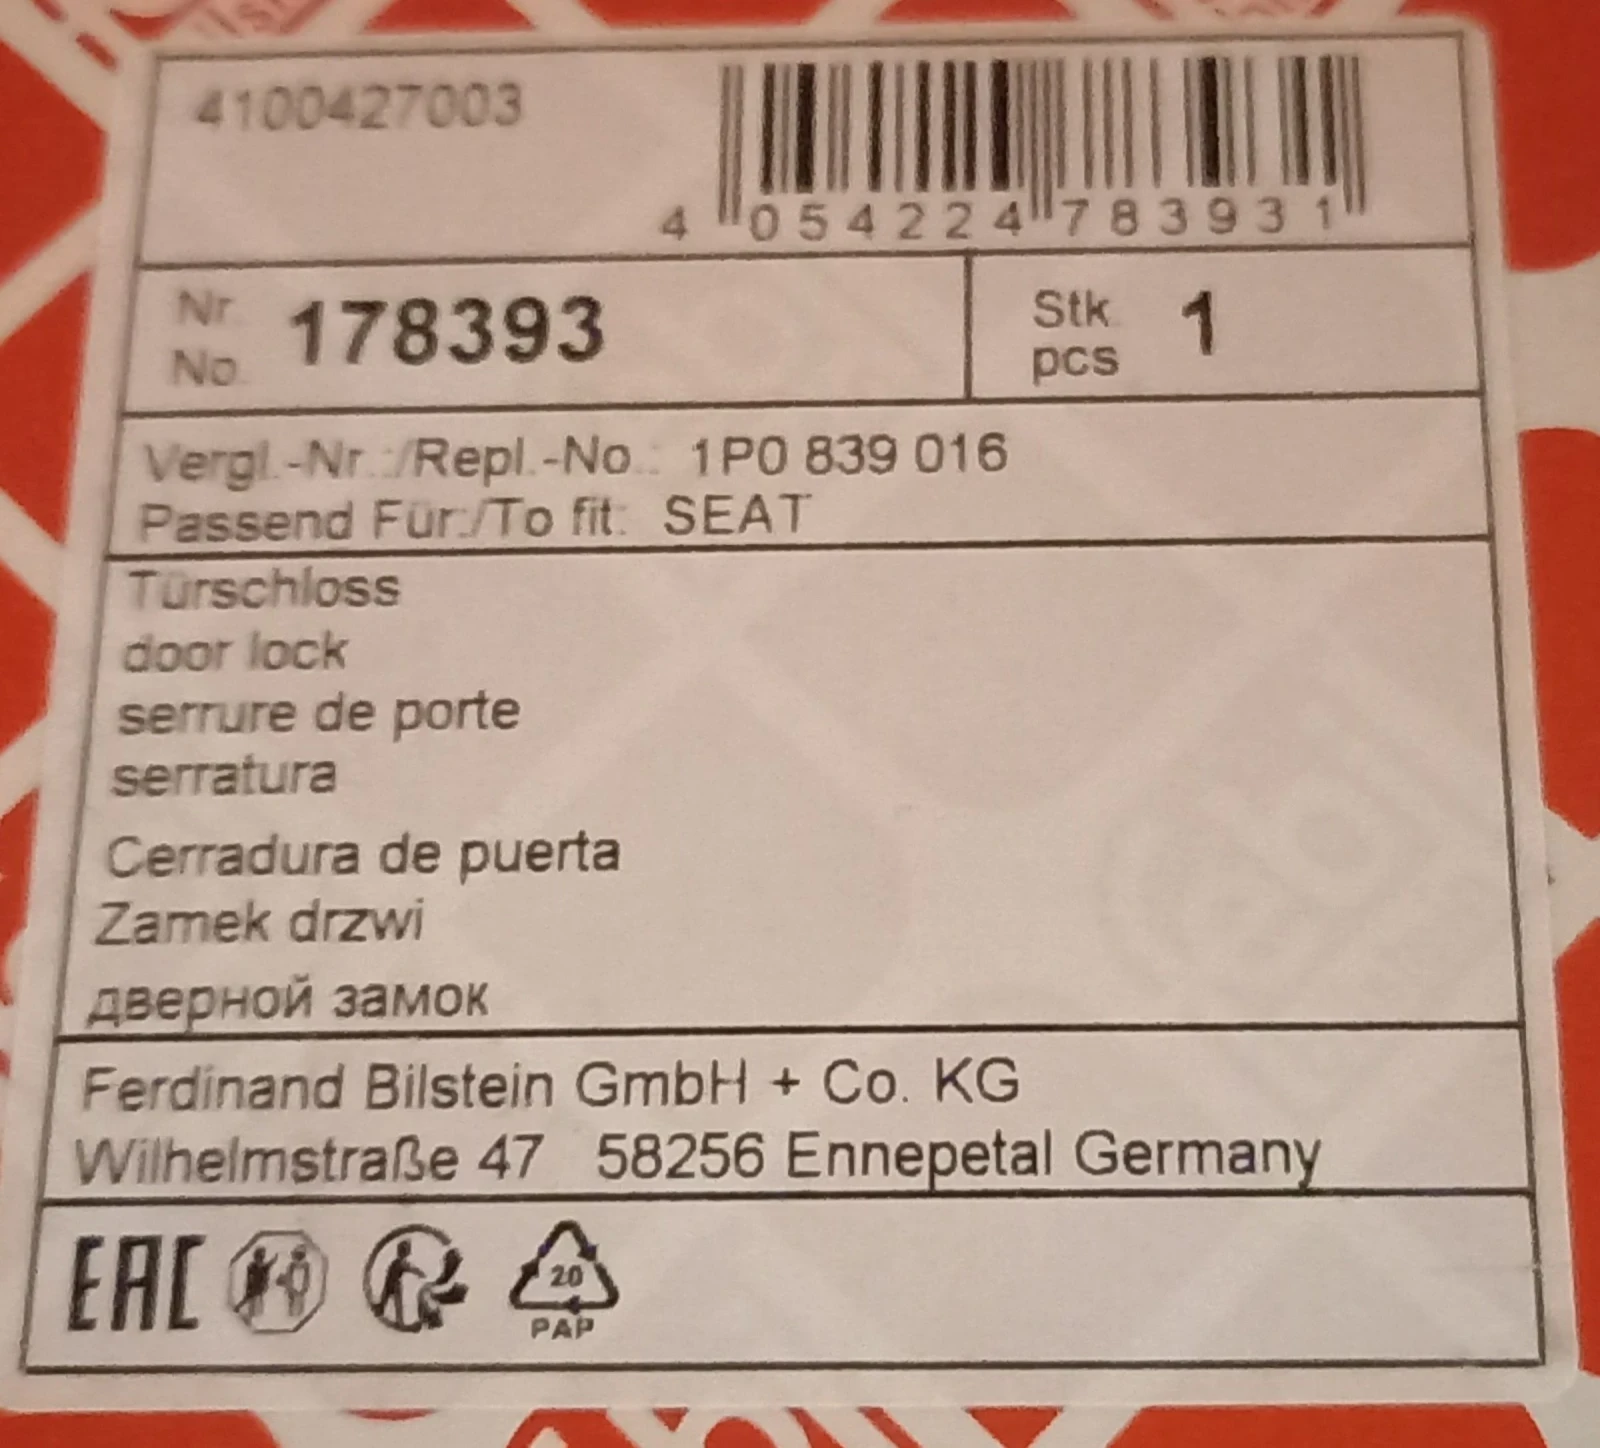 4100427003
4 054224 783931
Nr. No. 178393
Stk. pcs 1
Vergl.-Nr.:/Repl.-No.: 1P0 839 016
Passend Für:/To fit: SEAT
Türschloss
door lock
serrure de porte
serratura
Cerradura de puerta
Zamek drzwi
дверной замок
Ferdinand Bilstein GmbH + Co. KG
Wilhelmstraße 47 58256 Ennepetal Germany
EAC
20
PAP